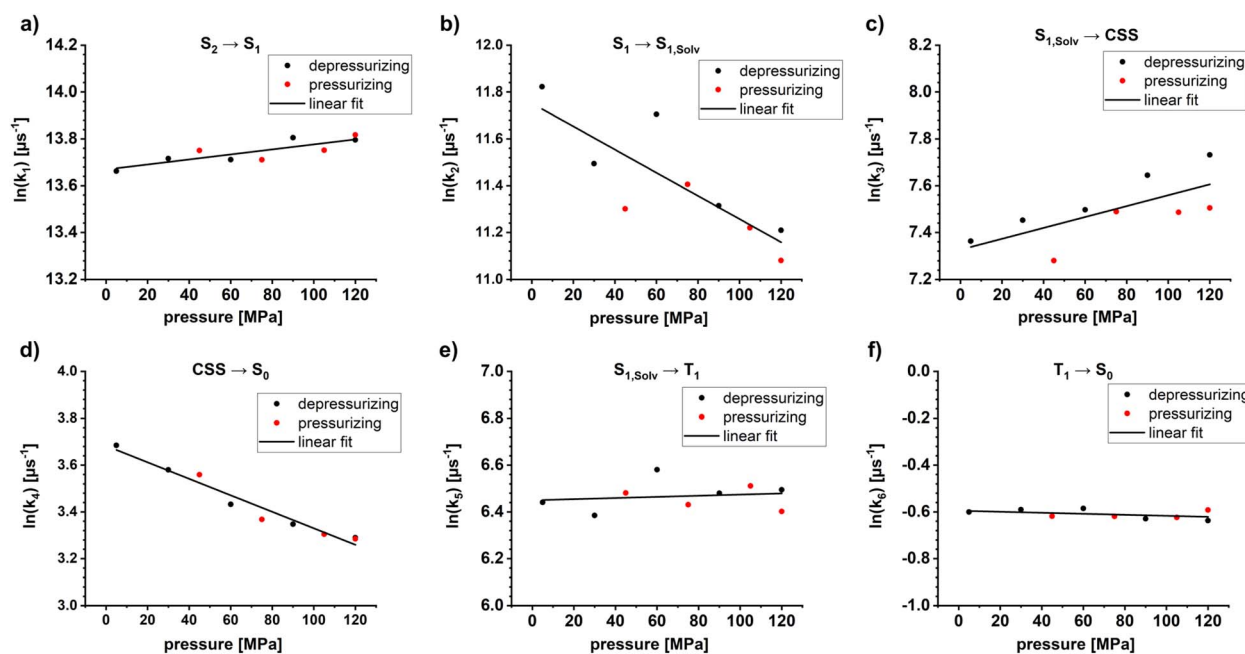 a)
S₂ → S₁
14.2
14.0
13.8
13.6
13.4
13.2
ln(k₁) [µs⁻¹]
depressurizing
pressurizing
linear fit
0 20 40 60 80 100 120
pressure [MPa]
b)
S₁ → S₁,Solv
12.0
11.8
11.6
11.4
11.2
11.0
ln(k₂) [µs⁻¹]
depressurizing
pressurizing
linear fit
0 20 40 60 80 100 120
pressure [MPa]
c)
S₁,Solv → CSS
8.2
8.0
7.8
7.6
7.4
7.2
ln(k₃) [µs⁻¹]
depressurizing
pressurizing
linear fit
0 20 40 60 80 100 120
pressure [MPa]
d)
CSS → S₀
4.0
3.8
3.6
3.4
3.2
3.0
ln(k₄) [µs⁻¹]
depressurizing
pressurizing
linear fit
0 20 40 60 80 100 120
pressure [MPa]
e)
S₁,Solv → T₁
7.0
6.8
6.6
6.4
6.2
6.0
ln(k₅) [µs⁻¹]
depressurizing
pressurizing
linear fit
0 20 40 60 80 100 120
pressure [MPa]
f)
T₁ → S₀
0.0
-0.2
-0.4
-0.6
-0.8
-1.0
ln(k₆) [µs⁻¹]
depressurizing
pressurizing
linear fit
0 20 40 60 80 100 120
pressure [MPa]